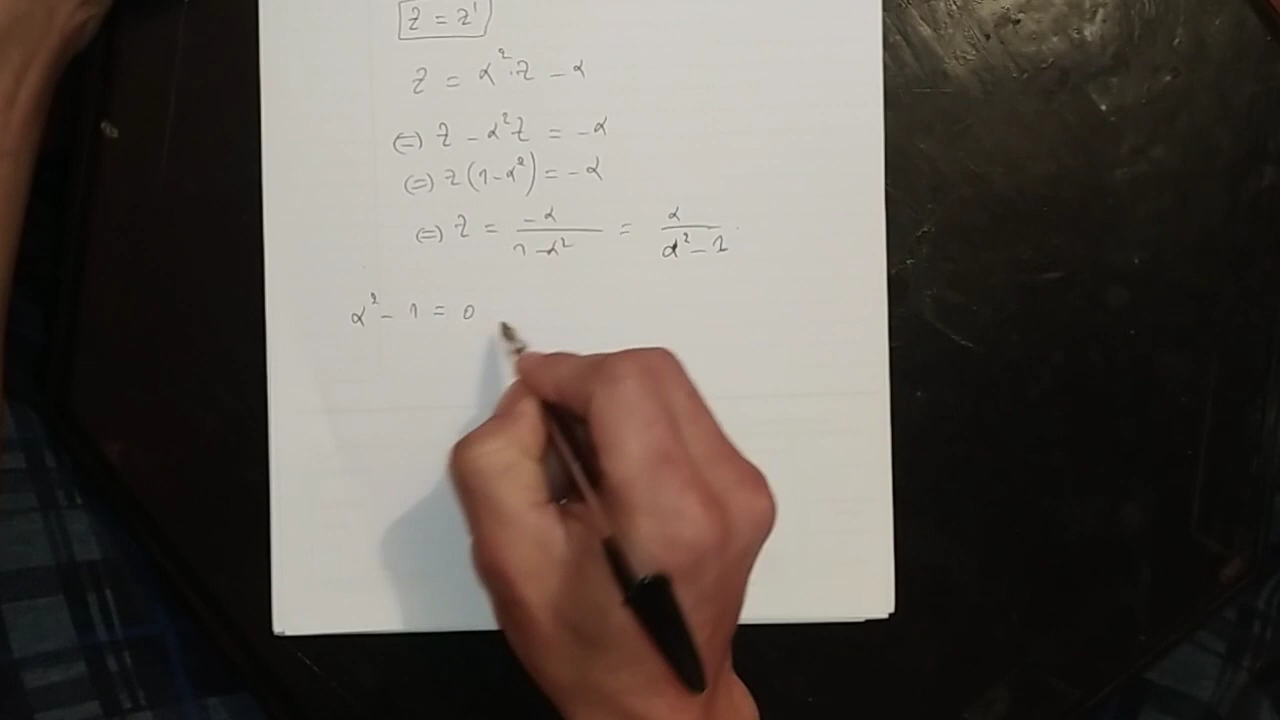 z = z'
z = α².z - α
(=) z - α²z = -α
(=) z(1-α²) = -α
(=) z = -α/(1-α²) = α/(α²-1)
α² - 1 = 0